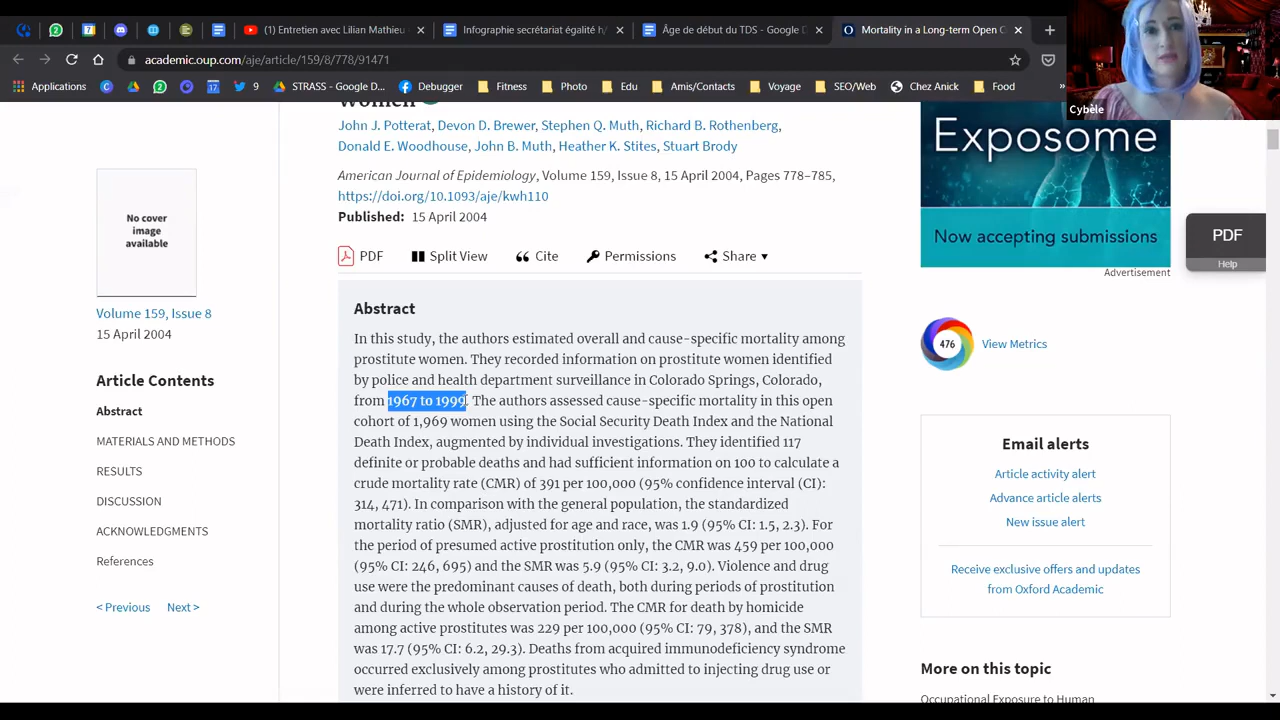 (1) Entretien avec Lilian Mathieu
Infographie secrétariat égalité h/
Âge de début du TDS - Google D
Mortality in a Long-term Open C
academic.oup.com/aje/article/159/8/778/91471
Applications
9
STRASS - Google D...
Debugger
Fitness
Photo
Edu
Amis/Contacts
Voyage
SEO/Web
Chez Anick
Food
Cybèle
Women
John J. Potterat, Devon D. Brewer, Stephen Q. Muth, Richard B. Rothenberg,
Donald E. Woodhouse, John B. Muth, Heather K. Stites, Stuart Brody
American Journal of Epidemiology, Volume 159, Issue 8, 15 April 2004, Pages 778–785,
https://doi.org/10.1093/aje/kwh110
Published: 15 April 2004
No cover
image
available
Volume 159, Issue 8
15 April 2004
Article Contents
Abstract
MATERIALS AND METHODS
RESULTS
DISCUSSION
ACKNOWLEDGMENTS
References
< Previous Next >
PDF
Split View
Cite
Permissions
Share
Abstract
In this study, the authors estimated overall and cause-specific mortality among
prostitute women. They recorded information on prostitute women identified
by police and health department surveillance in Colorado Springs, Colorado,
from 1967 to 1999. The authors assessed cause-specific mortality in this open
cohort of 1,969 women using the Social Security Death Index and the National
Death Index, augmented by individual investigations. They identified 117
definite or probable deaths and had sufficient information on 100 to calculate a
crude mortality rate (CMR) of 391 per 100,000 (95% confidence interval (CI):
314, 471). In comparison with the general population, the standardized
mortality ratio (SMR), adjusted for age and race, was 1.9 (95% CI: 1.5, 2.3). For
the period of presumed active prostitution only, the CMR was 459 per 100,000
(95% CI: 246, 695) and the SMR was 5.9 (95% CI: 3.2, 9.0). Violence and drug
use were the predominant causes of death, both during periods of prostitution
and during the whole observation period. The CMR for death by homicide
among active prostitutes was 229 per 100,000 (95% CI: 79, 378), and the SMR
was 17.7 (95% CI: 6.2, 29.3). Deaths from acquired immunodeficiency syndrome
occurred exclusively among prostitutes who admitted to injecting drug use or
were inferred to have a history of it.
Exposome
Now accepting submissions
Advertisement
PDF
Help
476
View Metrics
Email alerts
Article activity alert
Advance article alerts
New issue alert
Receive exclusive offers and updates
from Oxford Academic
More on this topic
Occupational Exposure to Human